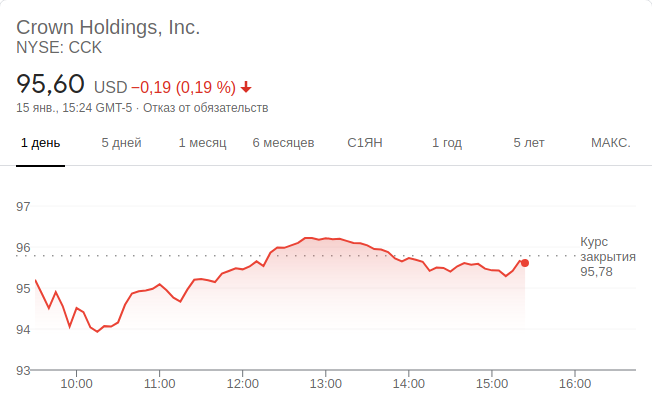 Crown Holdings, Inc.
NYSE: CCK
95,60 USD −0,19 (0,19 %)
15 янв., 15:24 GMT-5 · Отказ от обязательств
1 день 5 дней 1 месяц 6 месяцев С1ЯН 1 год 5 лет МАКС.
97
96
95
94
93
Курс
закрытия
95,78
10:00 11:00 12:00 13:00 14:00 15:00 16:00